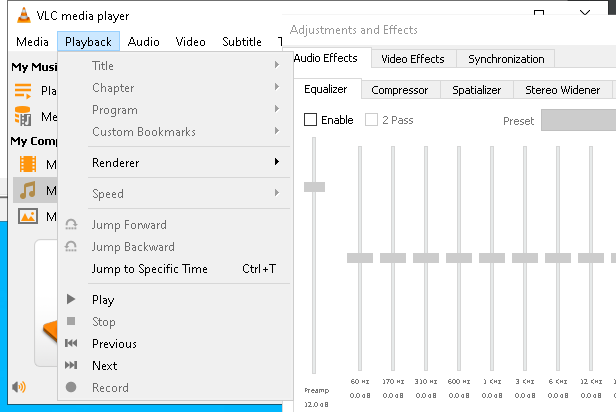 VLC media player
Media Playback Audio Video Subtitle T
My Musi
Pla
Me
My Comp
M
M
M
Title
Chapter
Program
Custom Bookmarks
Renderer
Speed
Jump Forward
Jump Backward
Jump to Specific Time Ctrl+T
Play
Stop
Previous
Next
Record
Adjustments and Effects
Audio Effects Video Effects Synchronization
Equalizer Compressor Spatializer Stereo Widener
Enable 2 Pass Preset
60 Hz 170 Hz 310 Hz 600 Hz 1 KHz 3 KHz 6 KHz 12 KHz 1
0.0 dB 0.0 dB 0.0 dB 0.0 dB 0.0 dB 0.0 dB 0.0 dB 0.0 dB
Preamp
12.0 dB